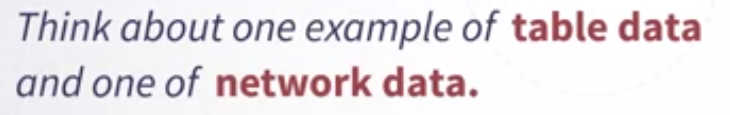 Think about one example of table data
and one of network data.